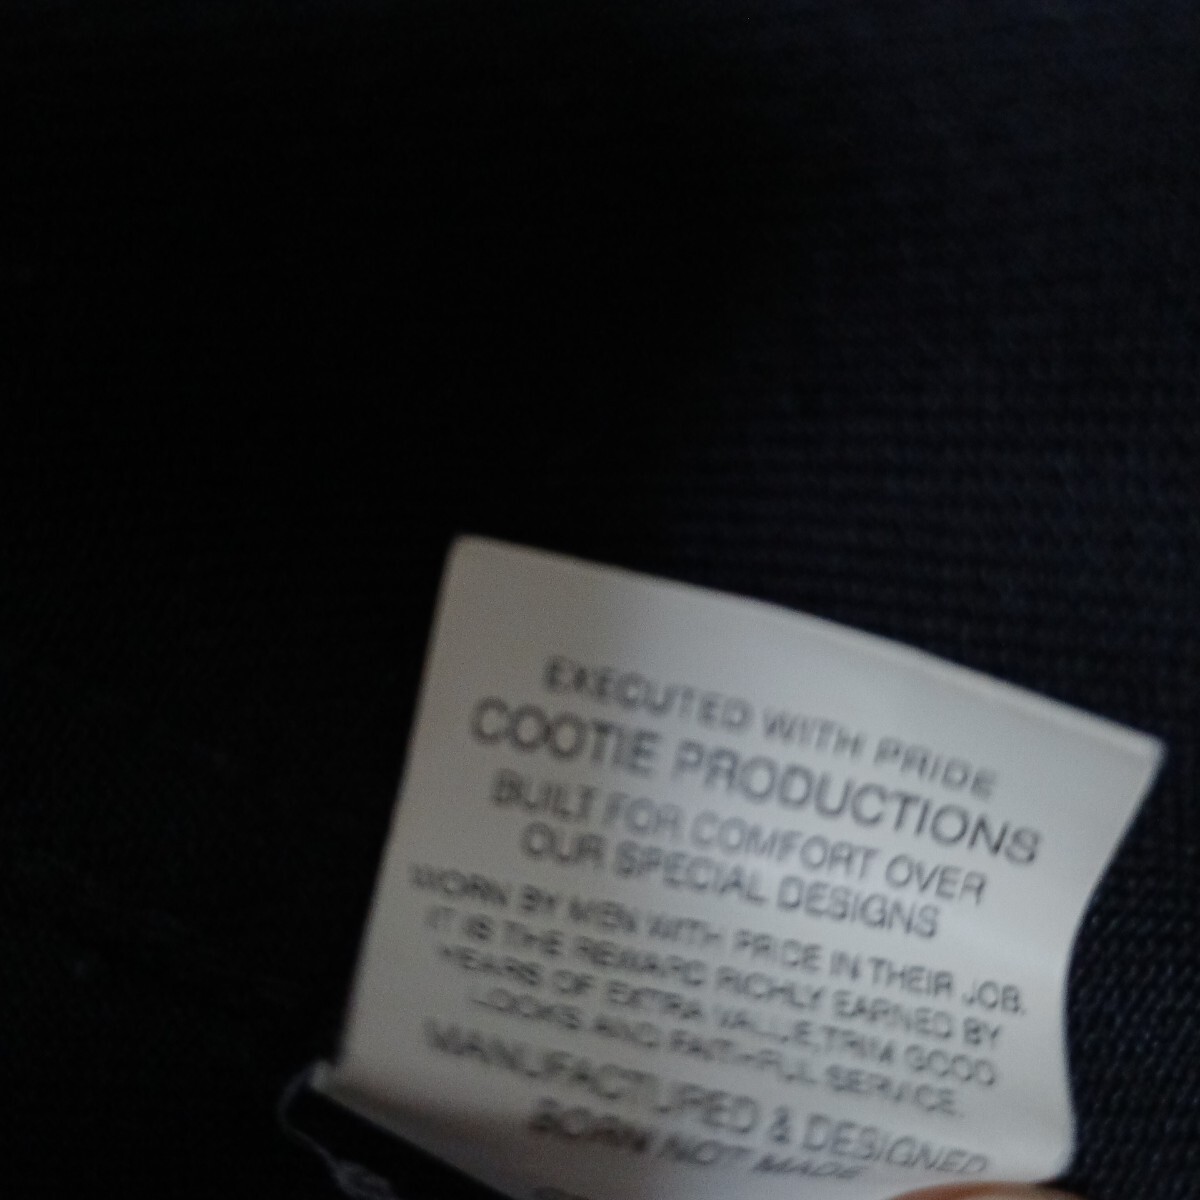 EXECUTED WITH PRIDE
COOTIE PRODUCTIONS
BUILT FOR COMFORT OVER
OUR SPECIAL DESIGNS
WORN BY MEN WITH PRIDE IN THEIR JOB.
IT IS THE REWARD RICHLY EARNED BY
YEARS OF EXTRA VALUE,TRIM GOOD
LOOKS AND FAITHFUL SERVICE.
MANUFACTURED & DESIGNED
BORN NOT MADE